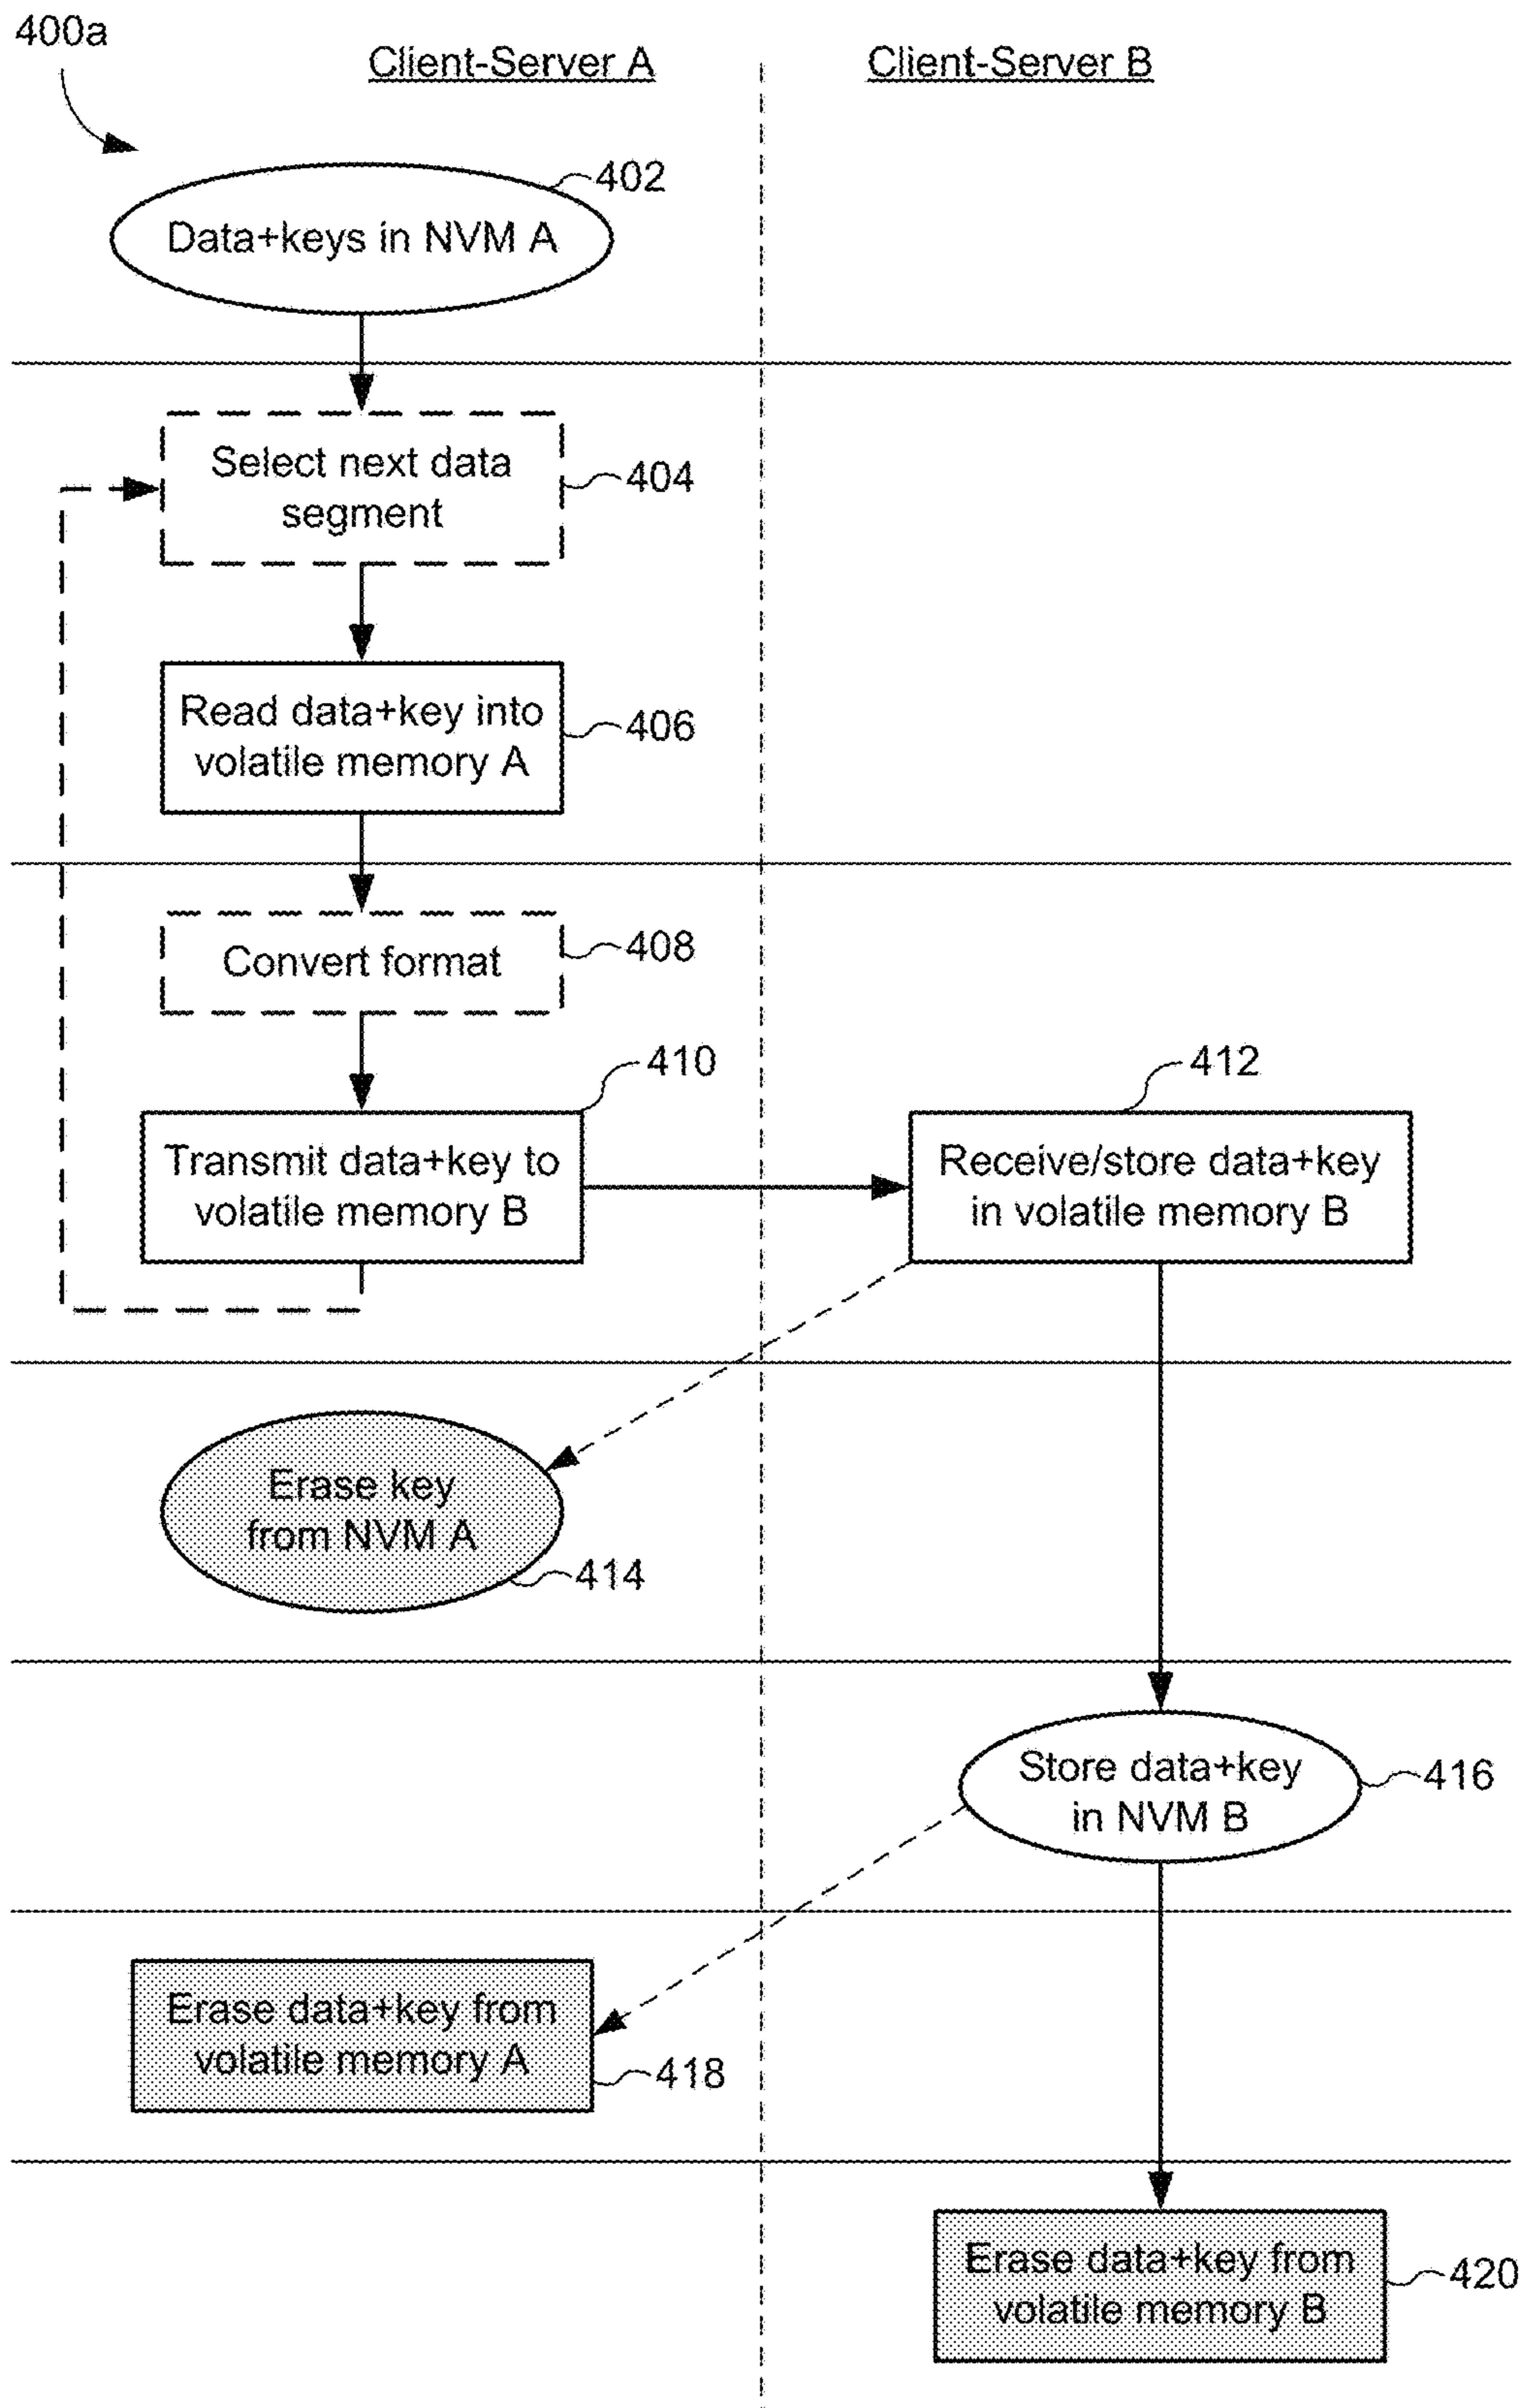 400a
Client-Server A
Client-Server B
402
Data+keys in NVM A
Select next data
segment
404
Read data+key into
volatile memory A
406
Convert format
408
410
412
Transmit data+key to
volatile memory B
Receive/store data+key
in volatile memory B
Erase key
from NVM A
414
Store data+key
in NVM B
416
Erase data+key from
volatile memory A
418
Erase data+key from
volatile memory B
420